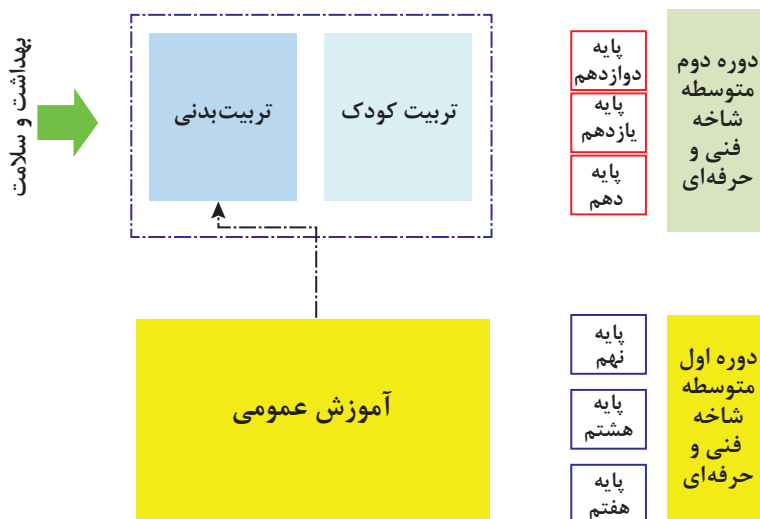 دوره دوم
متوسطه
شاخه
فنی و
حرفه‌ای
پایه
دوازدهم
پایه
یازدهم
پایه
دهم
تربیت کودک
تربیت‌بدنی
بهداشت و سلامت
دوره اول
متوسطه
شاخه
فنی و
حرفه‌ای
پایه
نهم
پایه
هشتم
پایه
هفتم
آموزش عمومی